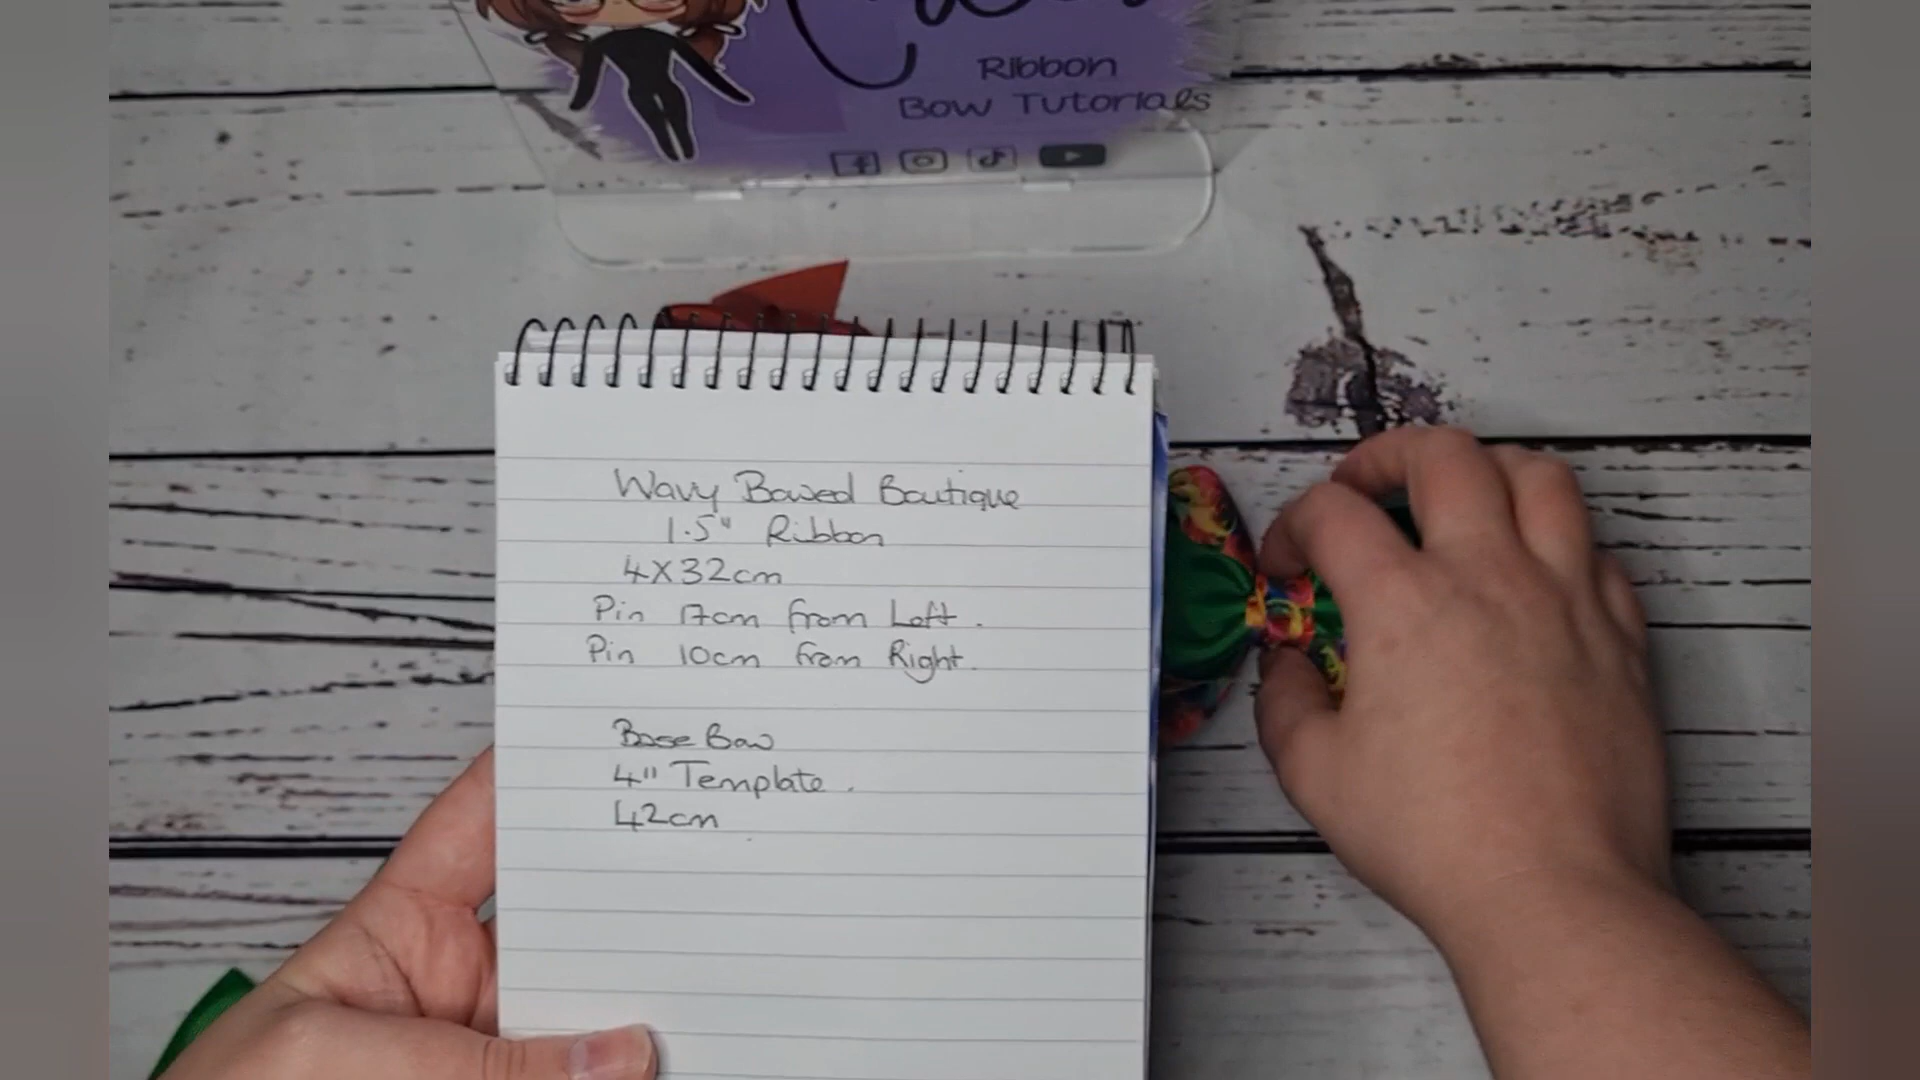 Ribbon
Bow Tutorials
Wavy Bowed Boutique
1.5" Ribbon
4X32cm
Pin 17cm from Left.
Pin 10cm from Right.
Base Bow
4" Template.
42cm